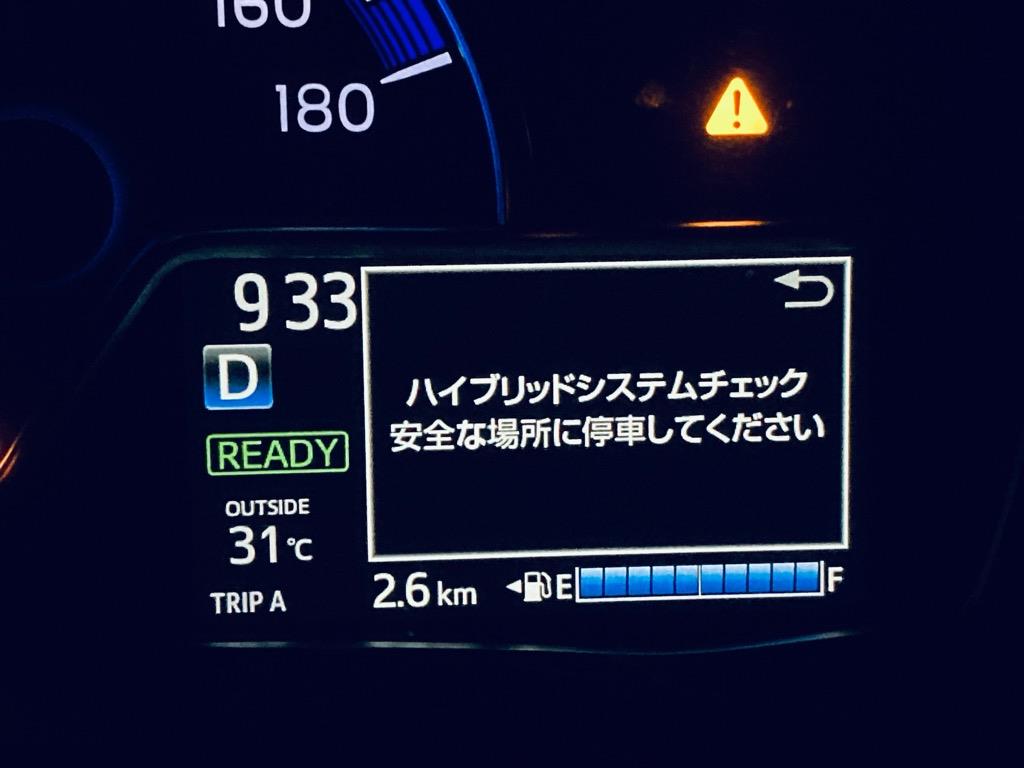 160
180
9 33
D
READY
OUTSIDE
31℃
TRIP A
ハイブリッドシステムチェック
安全な場所に停車してください
2.6 km
E
F